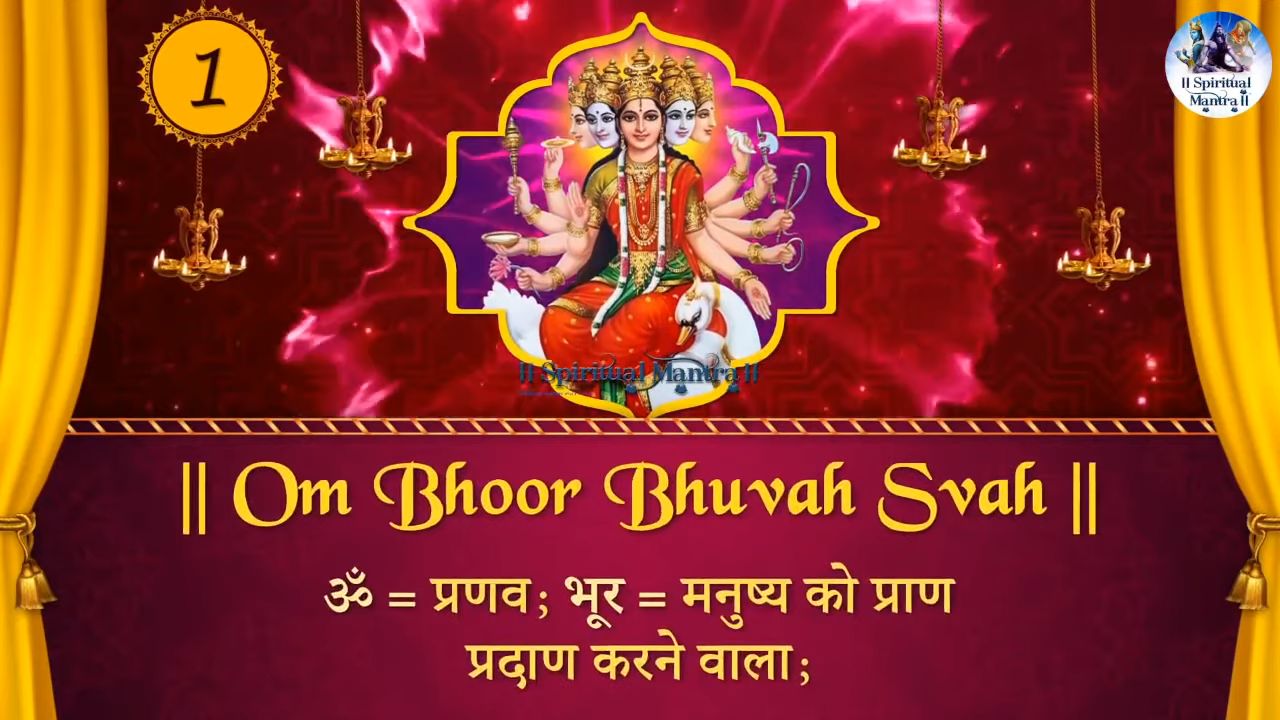 1
|| Spiritual
Mantra ||
|| Spiritual Mantra ||
|| Om Bhoor Bhuvah Svah ||
ॐ = प्रणव; भूर = मनुष्य को प्राण
प्रदाण करने वाला;